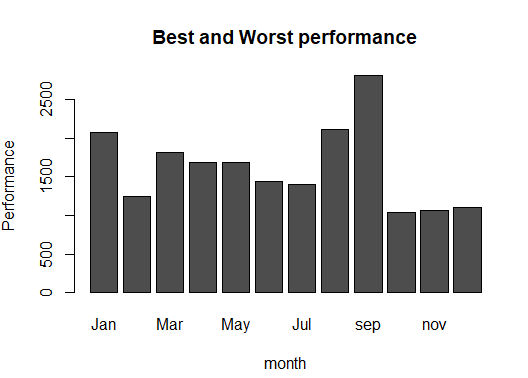 Best and Worst performance
Performance
2500
1500
500
0
Jan Mar May Jul sep nov
month